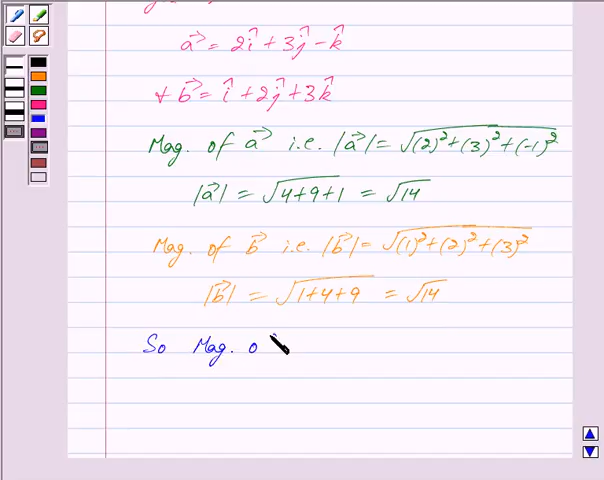 a⃗ = 2î + 3ĵ − k̂
+ b⃗ = î + 2ĵ + 3k̂
Mag. of a⃗ i.e. |a⃗| = √((2)² + (3)² + (-1)²)
|a⃗| = √(4+9+1) = √14
Mag. of b⃗ i.e. |b⃗| = √((1)² + (2)² + (3)²)
|b⃗| = √(1+4+9) = √14
So Mag. o